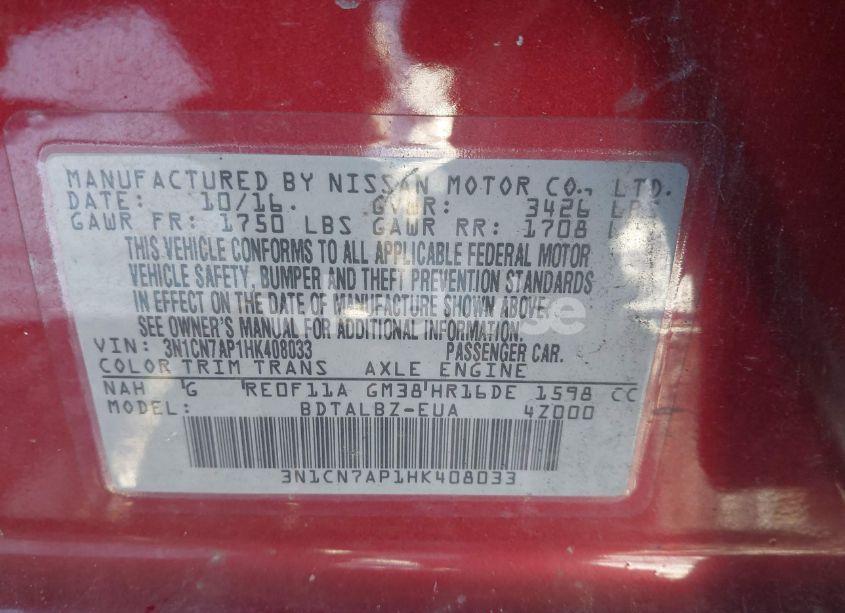 MANUFACTURED BY NISSAN MOTOR CO., LTD.
DATE: 10/16. GVWR: 3426
GAWR FR: 1750 LBS GAWR RR: 1708
THIS VEHICLE CONFORMS TO ALL APPLICABLE FEDERAL MOTOR
VEHICLE SAFETY, BUMPER AND THEFT PREVENTION STANDARDS
IN EFFECT ON THE DATE OF MANUFACTURE SHOWN ABOVE.
SEE OWNER'S MANUAL FOR ADDITIONAL INFORMATION.
VIN: 3N1CN7AP1HK408033 PASSENGER CAR.
COLOR TRIM TRANS AXLE ENGINE
NAH G RE0F11A GM38 HR16DE 1598 CC
MODEL: BDTALBZ-EUA 4Z000
3N1CN7AP1HK408033